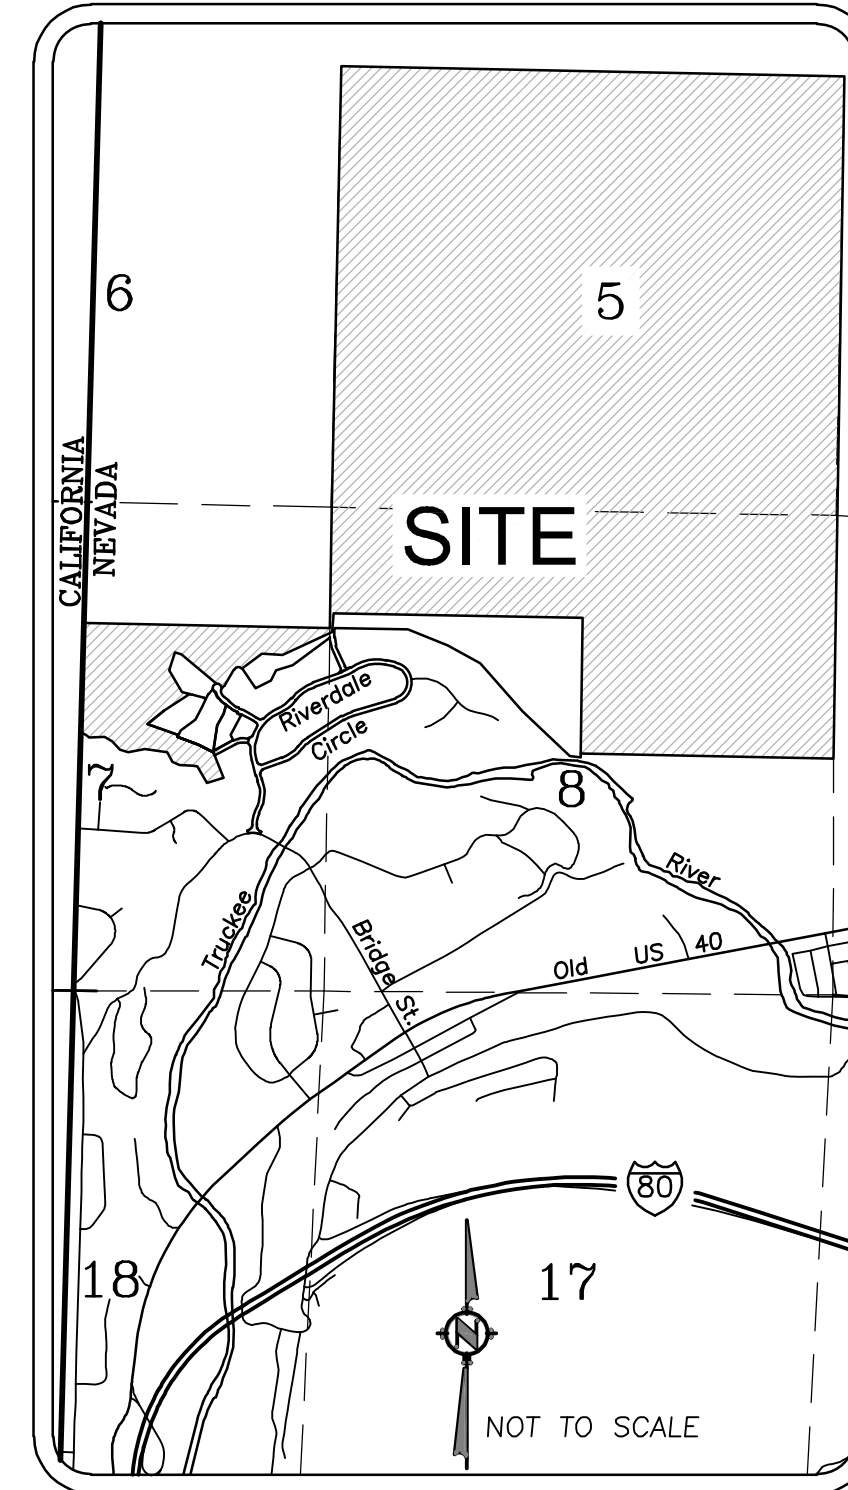 6
5
CALIFORNIA
NEVADA
SITE
Riverdale
Circle
7
8
River
Truckee
Bridge St.
Old US 40
80
18
17
N
NOT TO SCALE